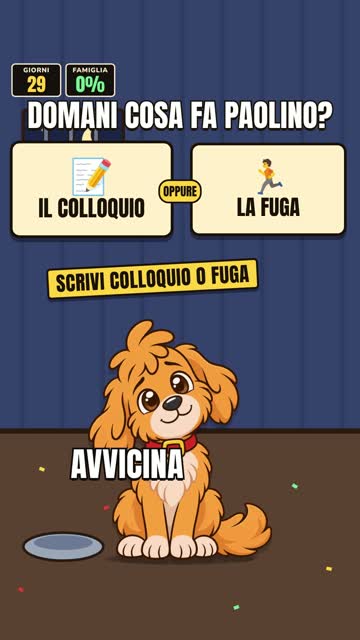 GIORNI
29
FAMIGLIA
0%
DOMANI COSA FA PAOLINO?
IL COLLOQUIO
OPPURE
LA FUGA
SCRIVI COLLOQUIO O FUGA
AVVICINA